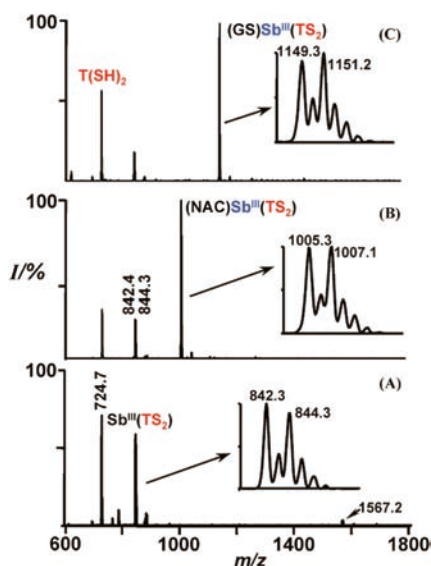 100
(GS)Sb^III(TS₂)
(C)
1149.3
1151.2
T(SH)₂
100
(NAC)Sb^III(TS₂)
(B)
1005.3
1007.1
I/%
842.4
844.3
100
(A)
842.3
844.3
724.7
Sb^III(TS₂)
1567.2
600 1000 1400 1800
m/z